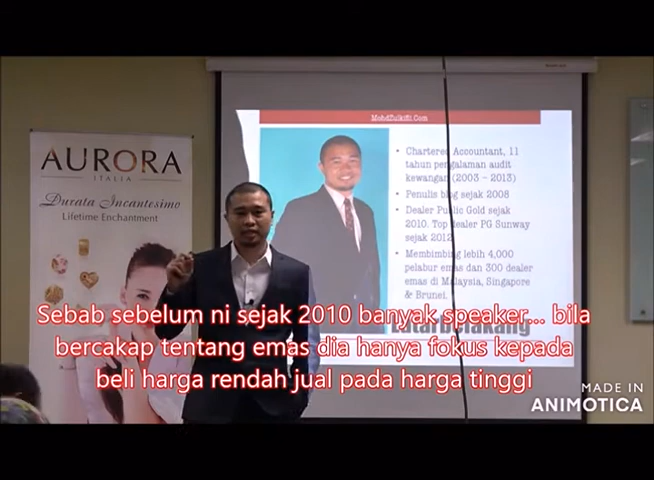 MohdZulkifli.Com
AURORA
ITALIA
Durata Incantesimo
Lifetime Enchantment
• Chartered Accountant, 11
tahun pengalaman audit
kewangan (2003 - 2013)
• Penulis blog sejak 2008
• Dealer Public Gold sejak
2010. Top dealer PG Sunway
sejak 2012
• Membimbing lebih 4,000
pelabur emas dan 300 dealer
emas di Malaysia, Singapore
& Brunei.
Latarbelakang
Sebab sebelum ni sejak 2010 banyak speaker... bila
bercakap tentang emas dia hanya fokus kepada
beli harga rendah jual pada harga tinggi
MADE IN
ANIMOTICA